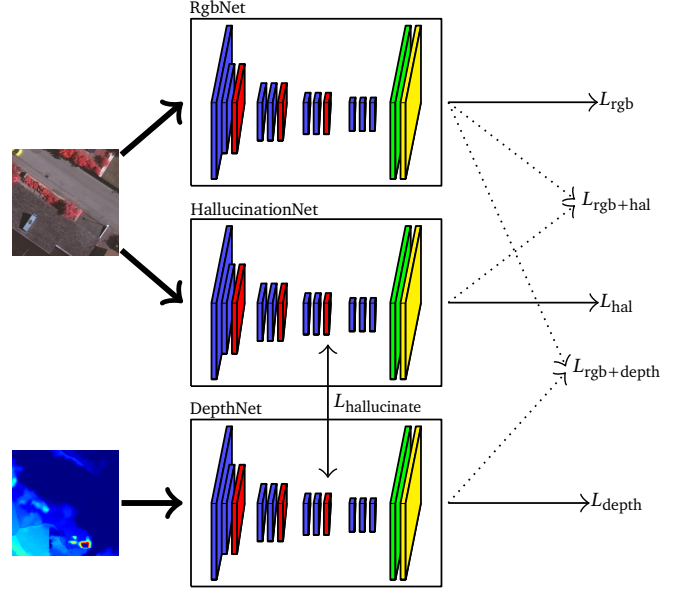 RgbNet
L_rgb
L_rgb+hal
HallucinationNet
L_hal
L_rgb+depth
L_hallucinate
DepthNet
L_depth